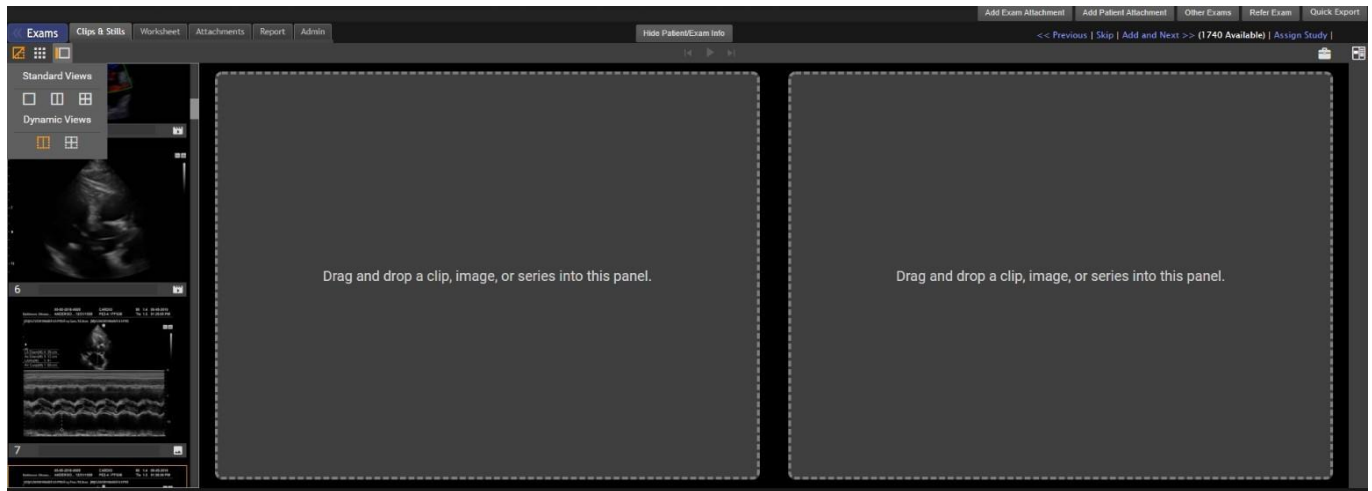 Add Exam Attachment Add Patient Attachment Other Exams Refer Exam Quick Export
<< Exams Clips & Stills Worksheet Attachments Report Admin Hide Patient/Exam Info << Previous | Skip | Add and Next >> (1740 Available) | Assign Study |
Standard Views
Dynamic Views
Drag and drop a clip, image, or series into this panel. Drag and drop a clip, image, or series into this panel.
6
7